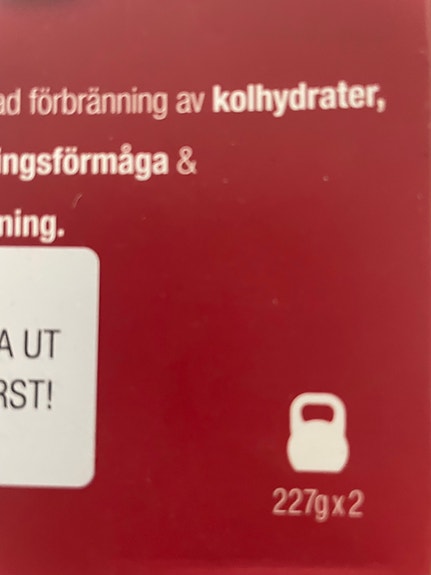 ad förbränning av kolhydrater,
ingsförmåga &
ning.
A UT
RST!
227g x 2